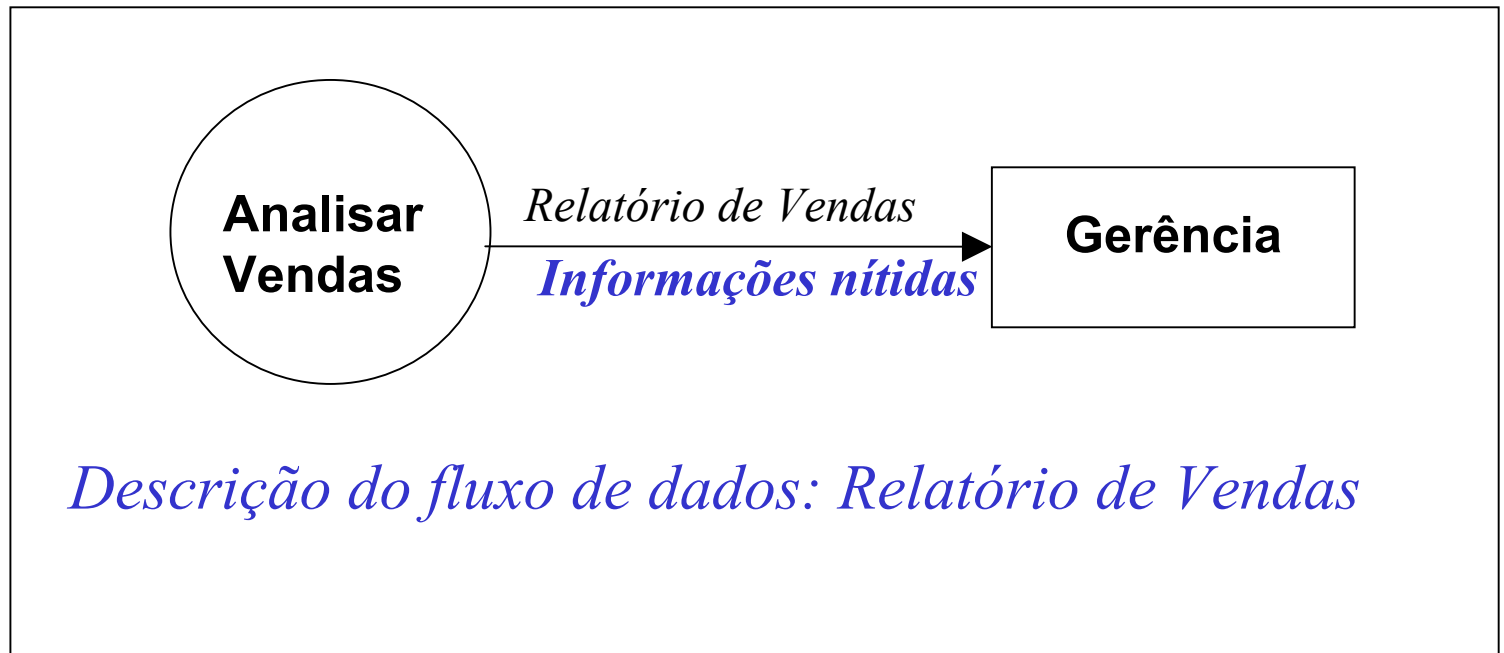 Analisar
Vendas
Relatório de Vendas
Informações nítidas
Gerência
Descrição do fluxo de dados: Relatório de Vendas